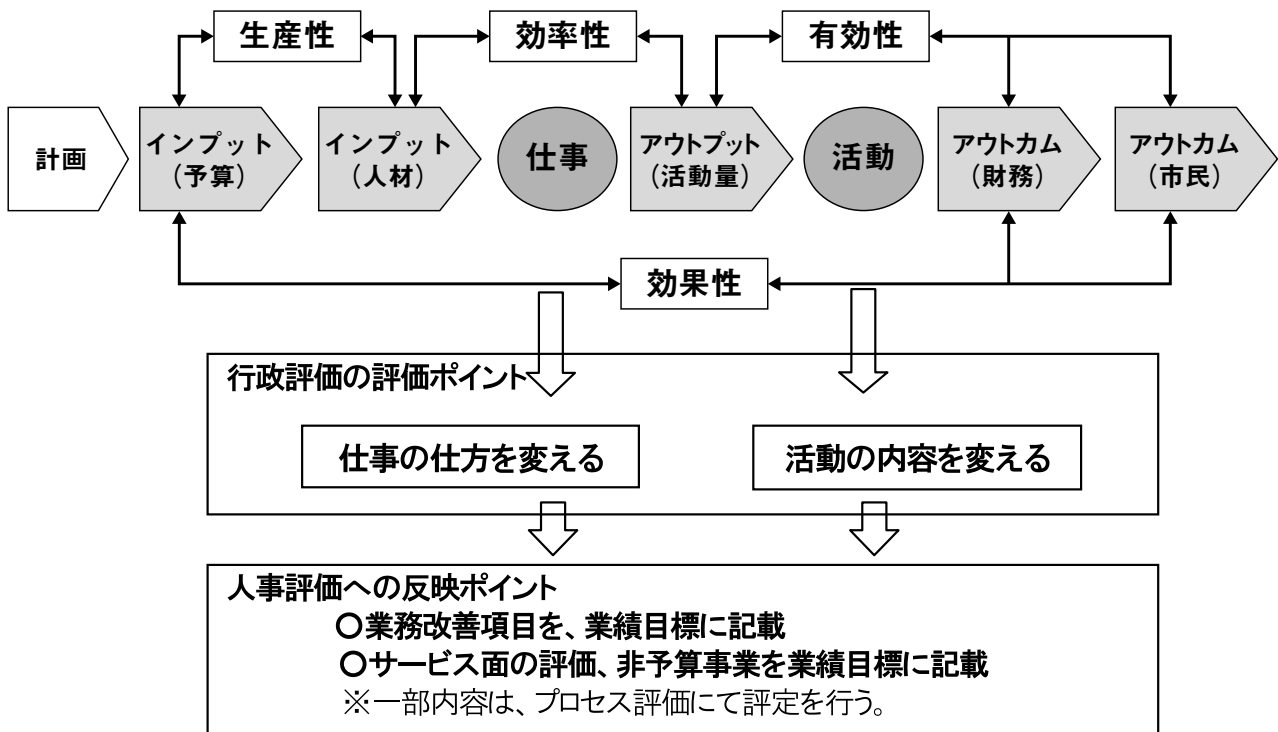 生産性
効率性
有効性
計画
インプット
（予算）
インプット
（人材）
仕事
アウトプット
（活動量）
活動
アウトカム
（財務）
アウトカム
（市民）
効果性
行政評価の評価ポイント
仕事の仕方を変える
活動の内容を変える
人事評価への反映ポイント
○業務改善項目を、業績目標に記載
○サービス面の評価、非予算事業を業績目標に記載
※一部内容は、プロセス評価にて評定を行う。